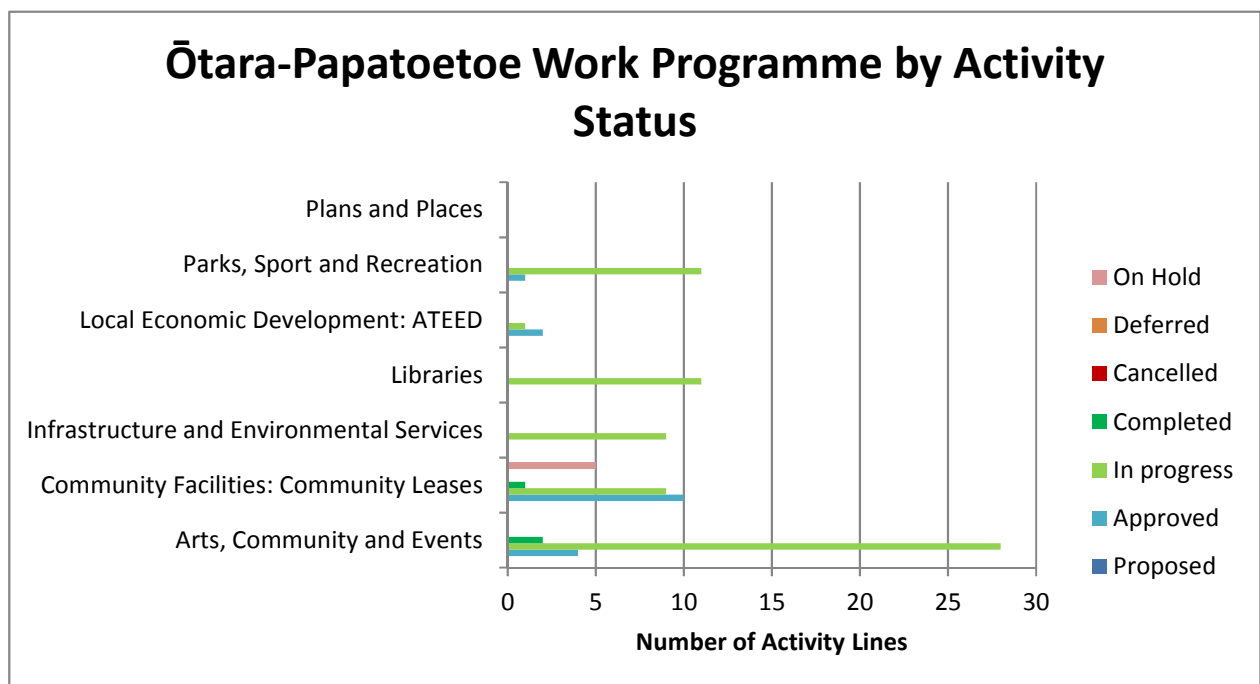 Ōtara-Papatoetoe Work Programme by Activity
Status
Plans and Places
Parks, Sport and Recreation
Local Economic Development: ATEED
Libraries
Infrastructure and Environmental Services
Community Facilities: Community Leases
Arts, Community and Events
0 5 10 15 20 25 30
Number of Activity Lines
On Hold
Deferred
Cancelled
Completed
In progress
Approved
Proposed